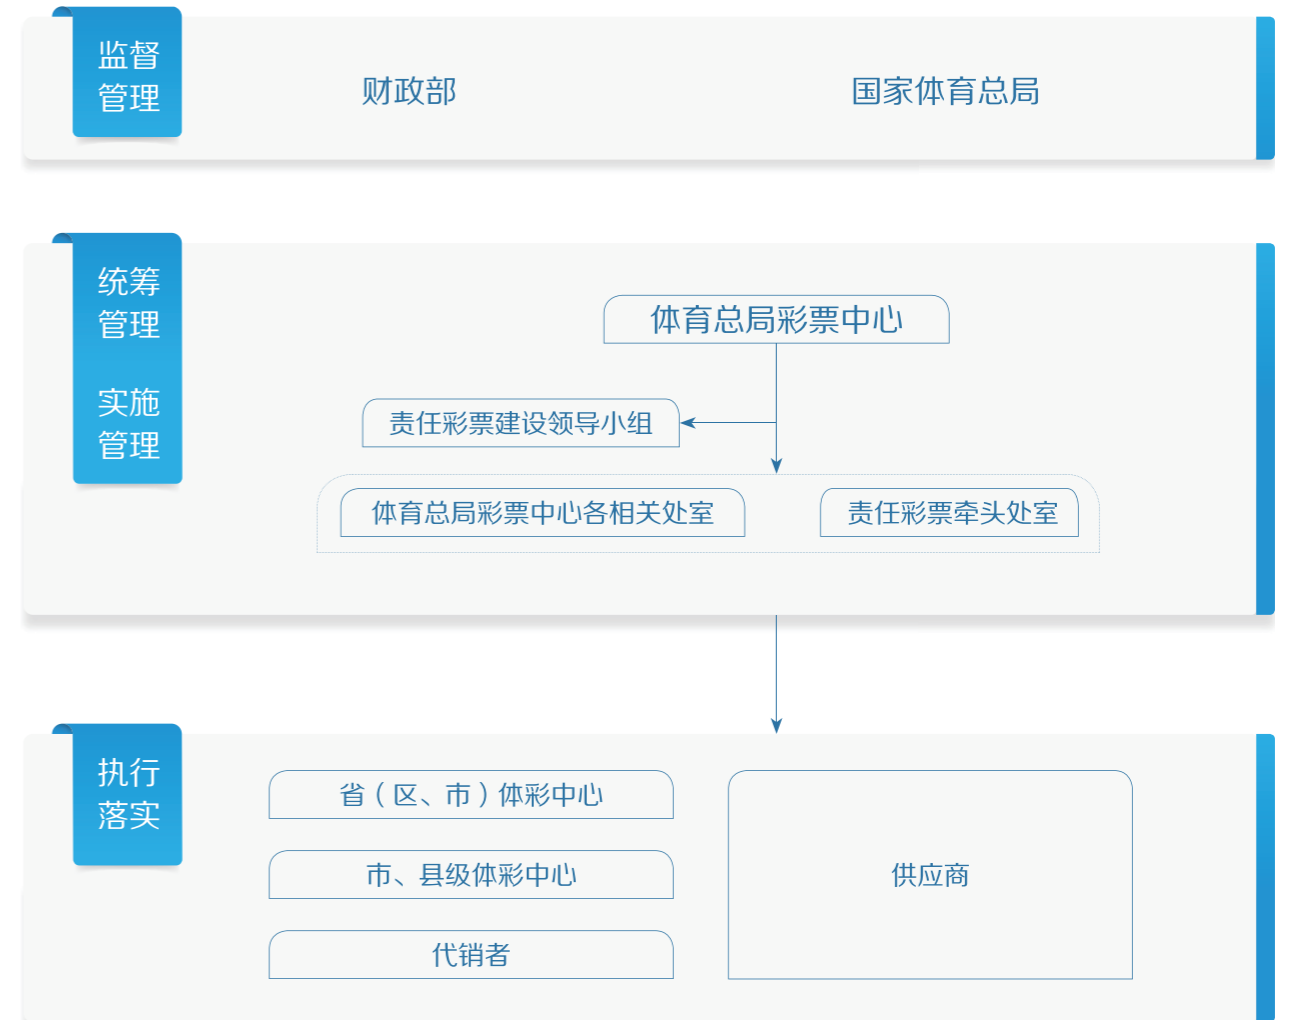 监督
管理
财政部
国家体育总局
统筹
管理
实施
管理
体育总局彩票中心
责任彩票建设领导小组
体育总局彩票中心各相关处室
责任彩票牵头处室
执行
落实
省（区、市）体彩中心
市、县级体彩中心
代销者
供应商